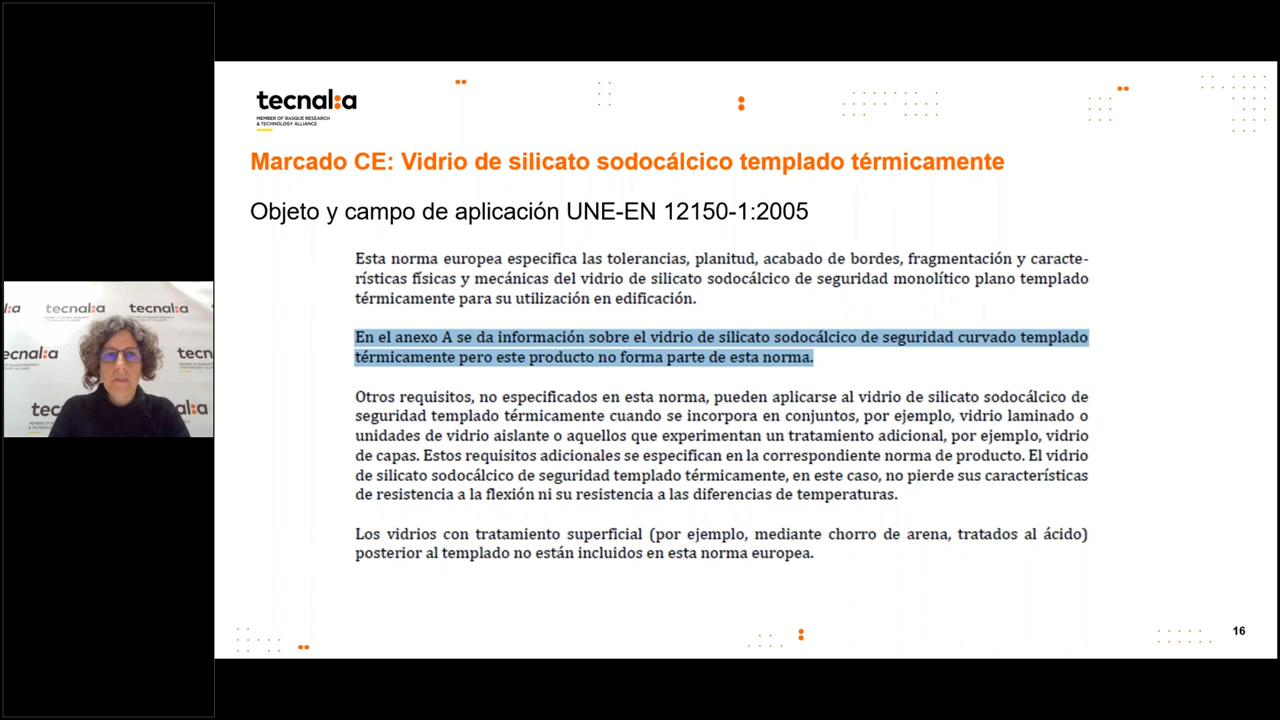 tecnal:a
MEMBER OF BASQUE RESEARCH
& TECHNOLOGY ALLIANCE
Marcado CE: Vidrio de silicato sodocálcico templado térmicamente
Objeto y campo de aplicación UNE-EN 12150-1:2005
Esta norma europea especifica las tolerancias, planitud, acabado de bordes, fragmentación y caracte-
rísticas físicas y mecánicas del vidrio de silicato sodocálcico de seguridad monolítico plano templado
térmicamente para su utilización en edificación.
En el anexo A se da información sobre el vidrio de silicato sodocálcico de seguridad curvado templado
térmicamente pero este producto no forma parte de esta norma.
Otros requisitos, no especificados en esta norma, pueden aplicarse al vidrio de silicato sodocálcico de
seguridad templado térmicamente cuando se incorpora en conjuntos, por ejemplo, vidrio laminado o
unidades de vidrio aislante o aquellos que experimentan un tratamiento adicional, por ejemplo, vidrio
de capas. Estos requisitos adicionales se especifican en la correspondiente norma de producto. El vidrio
de silicato sodocálcico de seguridad templado térmicamente, en este caso, no pierde sus características
de resistencia a la flexión ni su resistencia a las diferencias de temperaturas.
Los vidrios con tratamiento superficial (por ejemplo, mediante chorro de arena, tratados al ácido)
posterior al templado no están incluidos en esta norma europea.
16
tecnal:a
tecnal:a